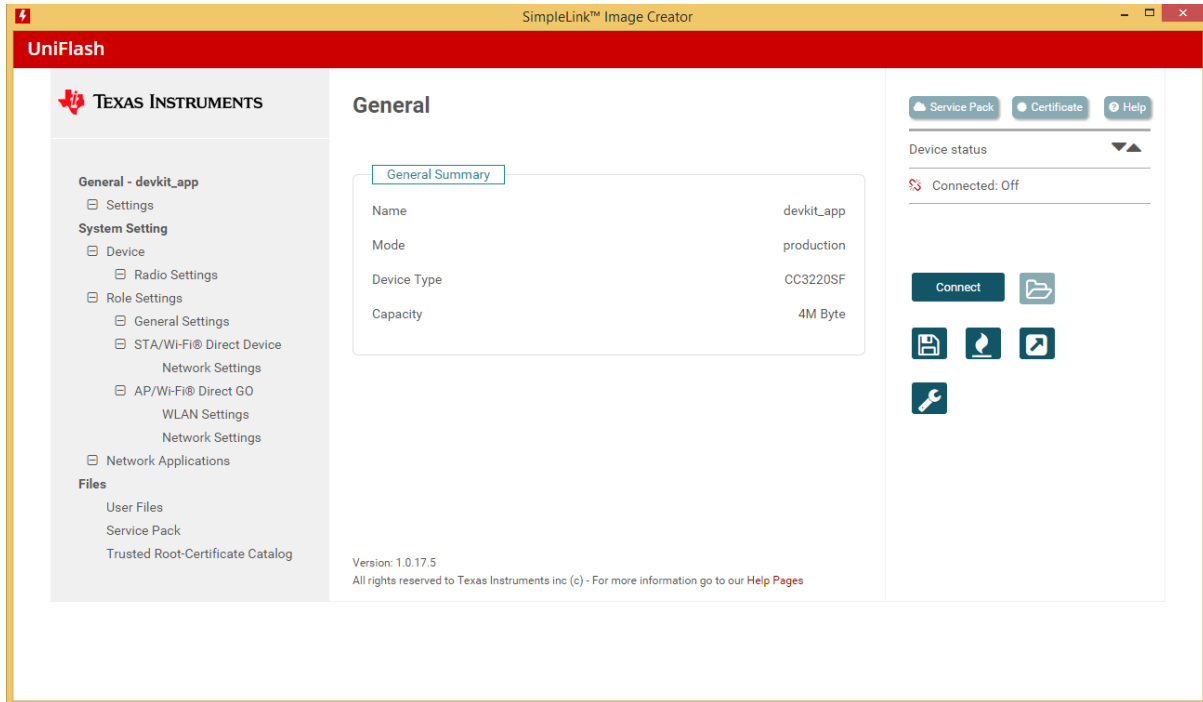 SimpleLink™ Image Creator
UniFlash
TEXAS INSTRUMENTS
General - devkit_app
Settings
System Setting
Device
Radio Settings
Role Settings
General Settings
STA/Wi-Fi® Direct Device
Network Settings
AP/Wi-Fi® Direct GO
WLAN Settings
Network Settings
Network Applications
Files
User Files
Service Pack
Trusted Root-Certificate Catalog
General
General Summary
Name devkit_app
Mode production
Device Type CC3220SF
Capacity 4M Byte
Version: 1.0.17.5
All rights reserved to Texas Instruments inc (c) - For more information go to our Help Pages
Service Pack Certificate Help
Device status
Connected: Off
Connect